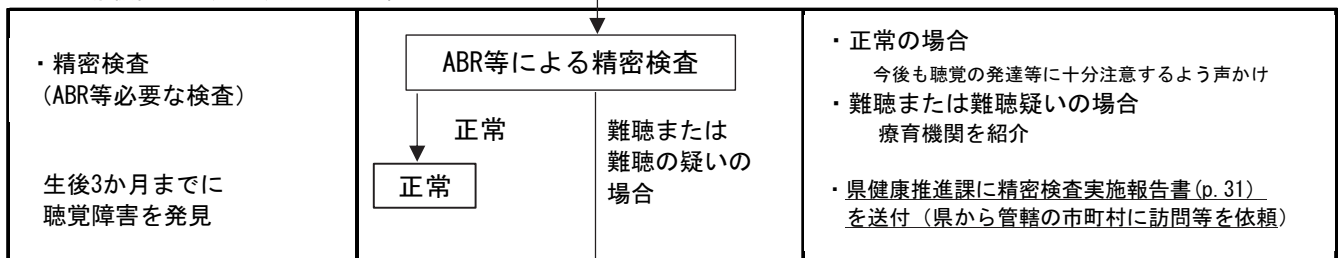 ・精密検査
(ABR等必要な検査)
生後3か月までに
聴覚障害を発見
ABR等による精密検査
正常
難聴または
難聴の疑いの
場合
正常
・正常の場合
今後も聴覚の発達等に十分注意するよう声かけ
・難聴または難聴疑いの場合
療育機関を紹介
・県健康推進課に精密検査実施報告書(p.31)
を送付（県から管轄の市町村に訪問等を依頼）